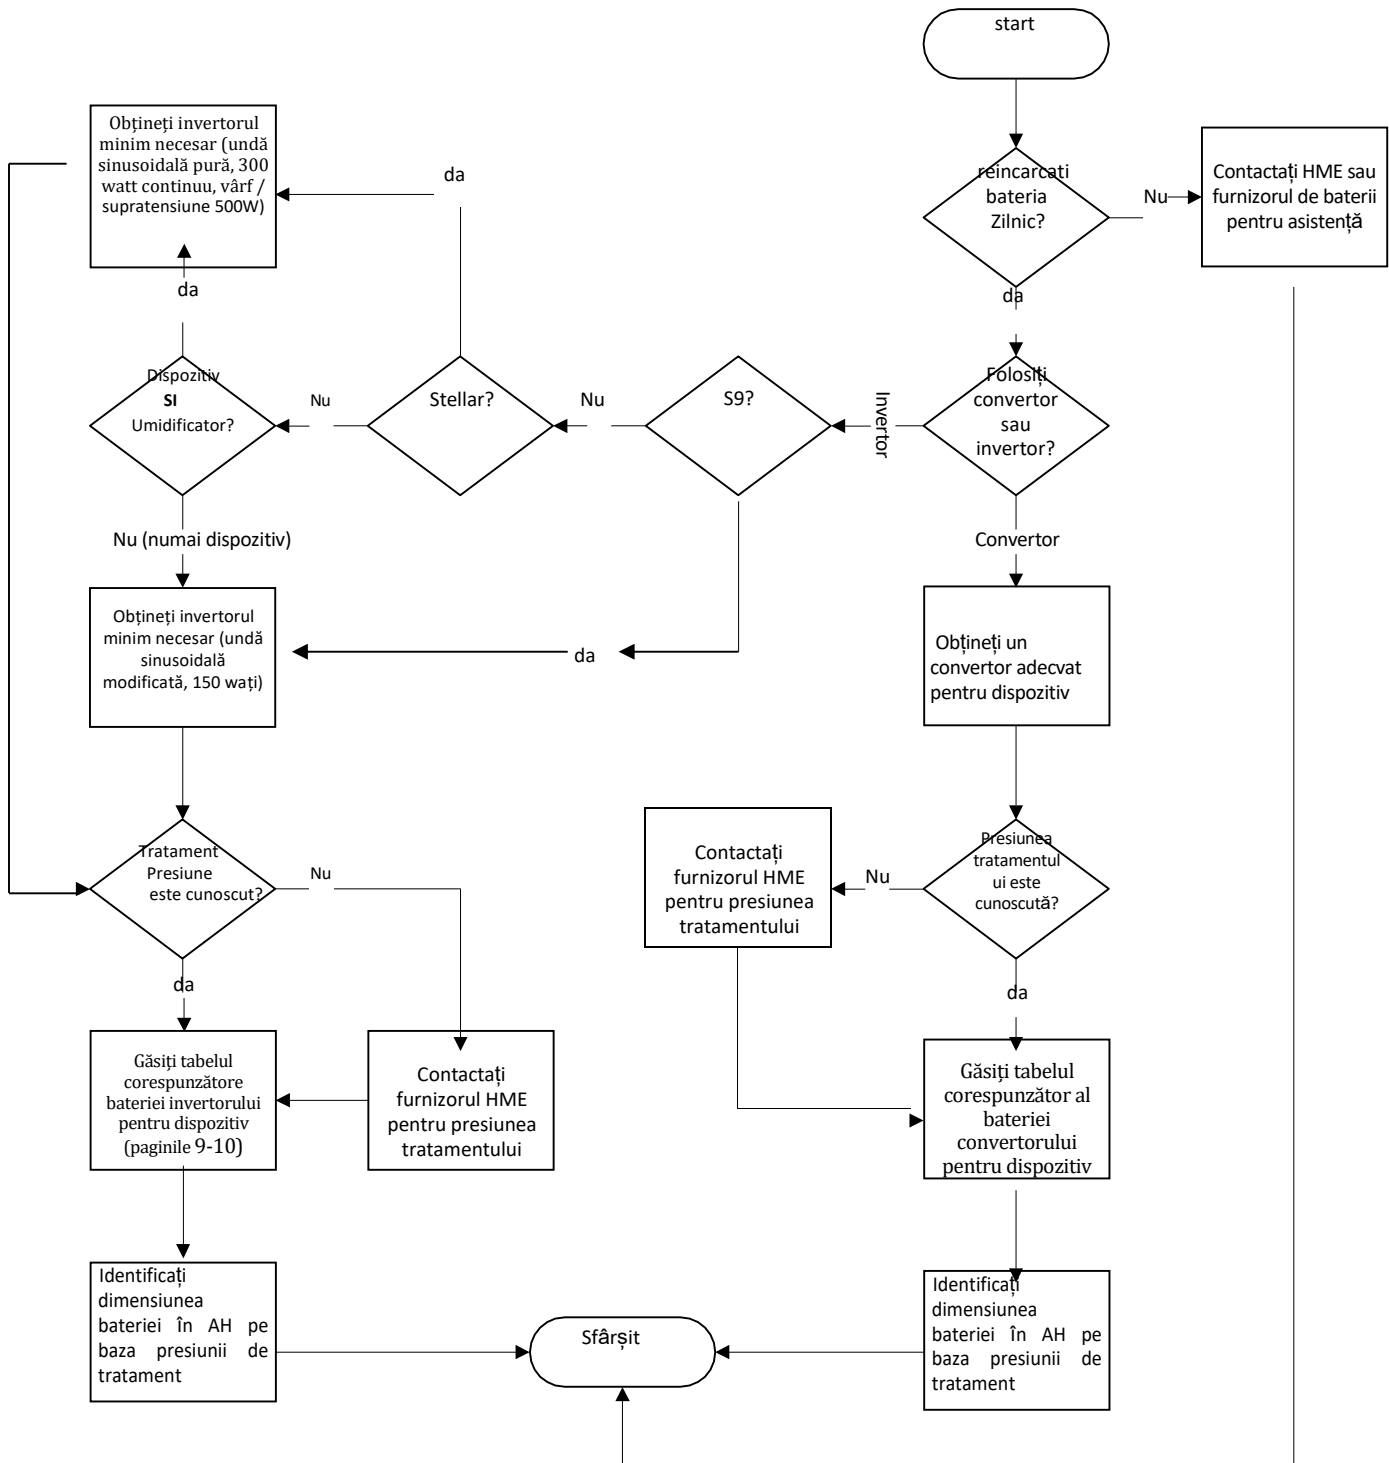 start
Obțineți invertorul
minim necesar (undă
sinusoidală pură, 300
watt continuu, vârf /
supratensiune 500W)
da
reincarcati
bateria
Zilnic?
Nu
Contactați HME sau
furnizorul de baterii
pentru asistență
da
da
Dispozitiv
SI
Umidificator?
Nu
Stellar?
Nu
S9?
Invertor
Folosiți
convertor
sau
invertor?
Nu (numai dispozitiv)
Convertor
Obțineți invertorul
minim necesar (undă
sinusoidală
modificată, 150 wați)
da
Obțineți un
convertor adecvat
pentru dispozitiv
Tratament
Presiune
este cunoscut?
Nu
Contactați
furnizorul HME
pentru presiunea
tratamentului
Nu
Presiunea
tratamentul
ui este
cunoscută?
da
da
Găsiți tabelul
corespunzătore
bateriei invertorului
pentru dispozitiv
(paginile 9-10)
Contactați
furnizorul HME
pentru presiunea
tratamentului
Găsiți tabelul
corespunzător al
bateriei
convertorului
pentru dispozitiv
Identificați
dimensiunea
bateriei în AH pe
baza presiunii de
tratament
Sfârșit
Identificați
dimensiunea
bateriei în AH pe
baza presiunii de
tratament